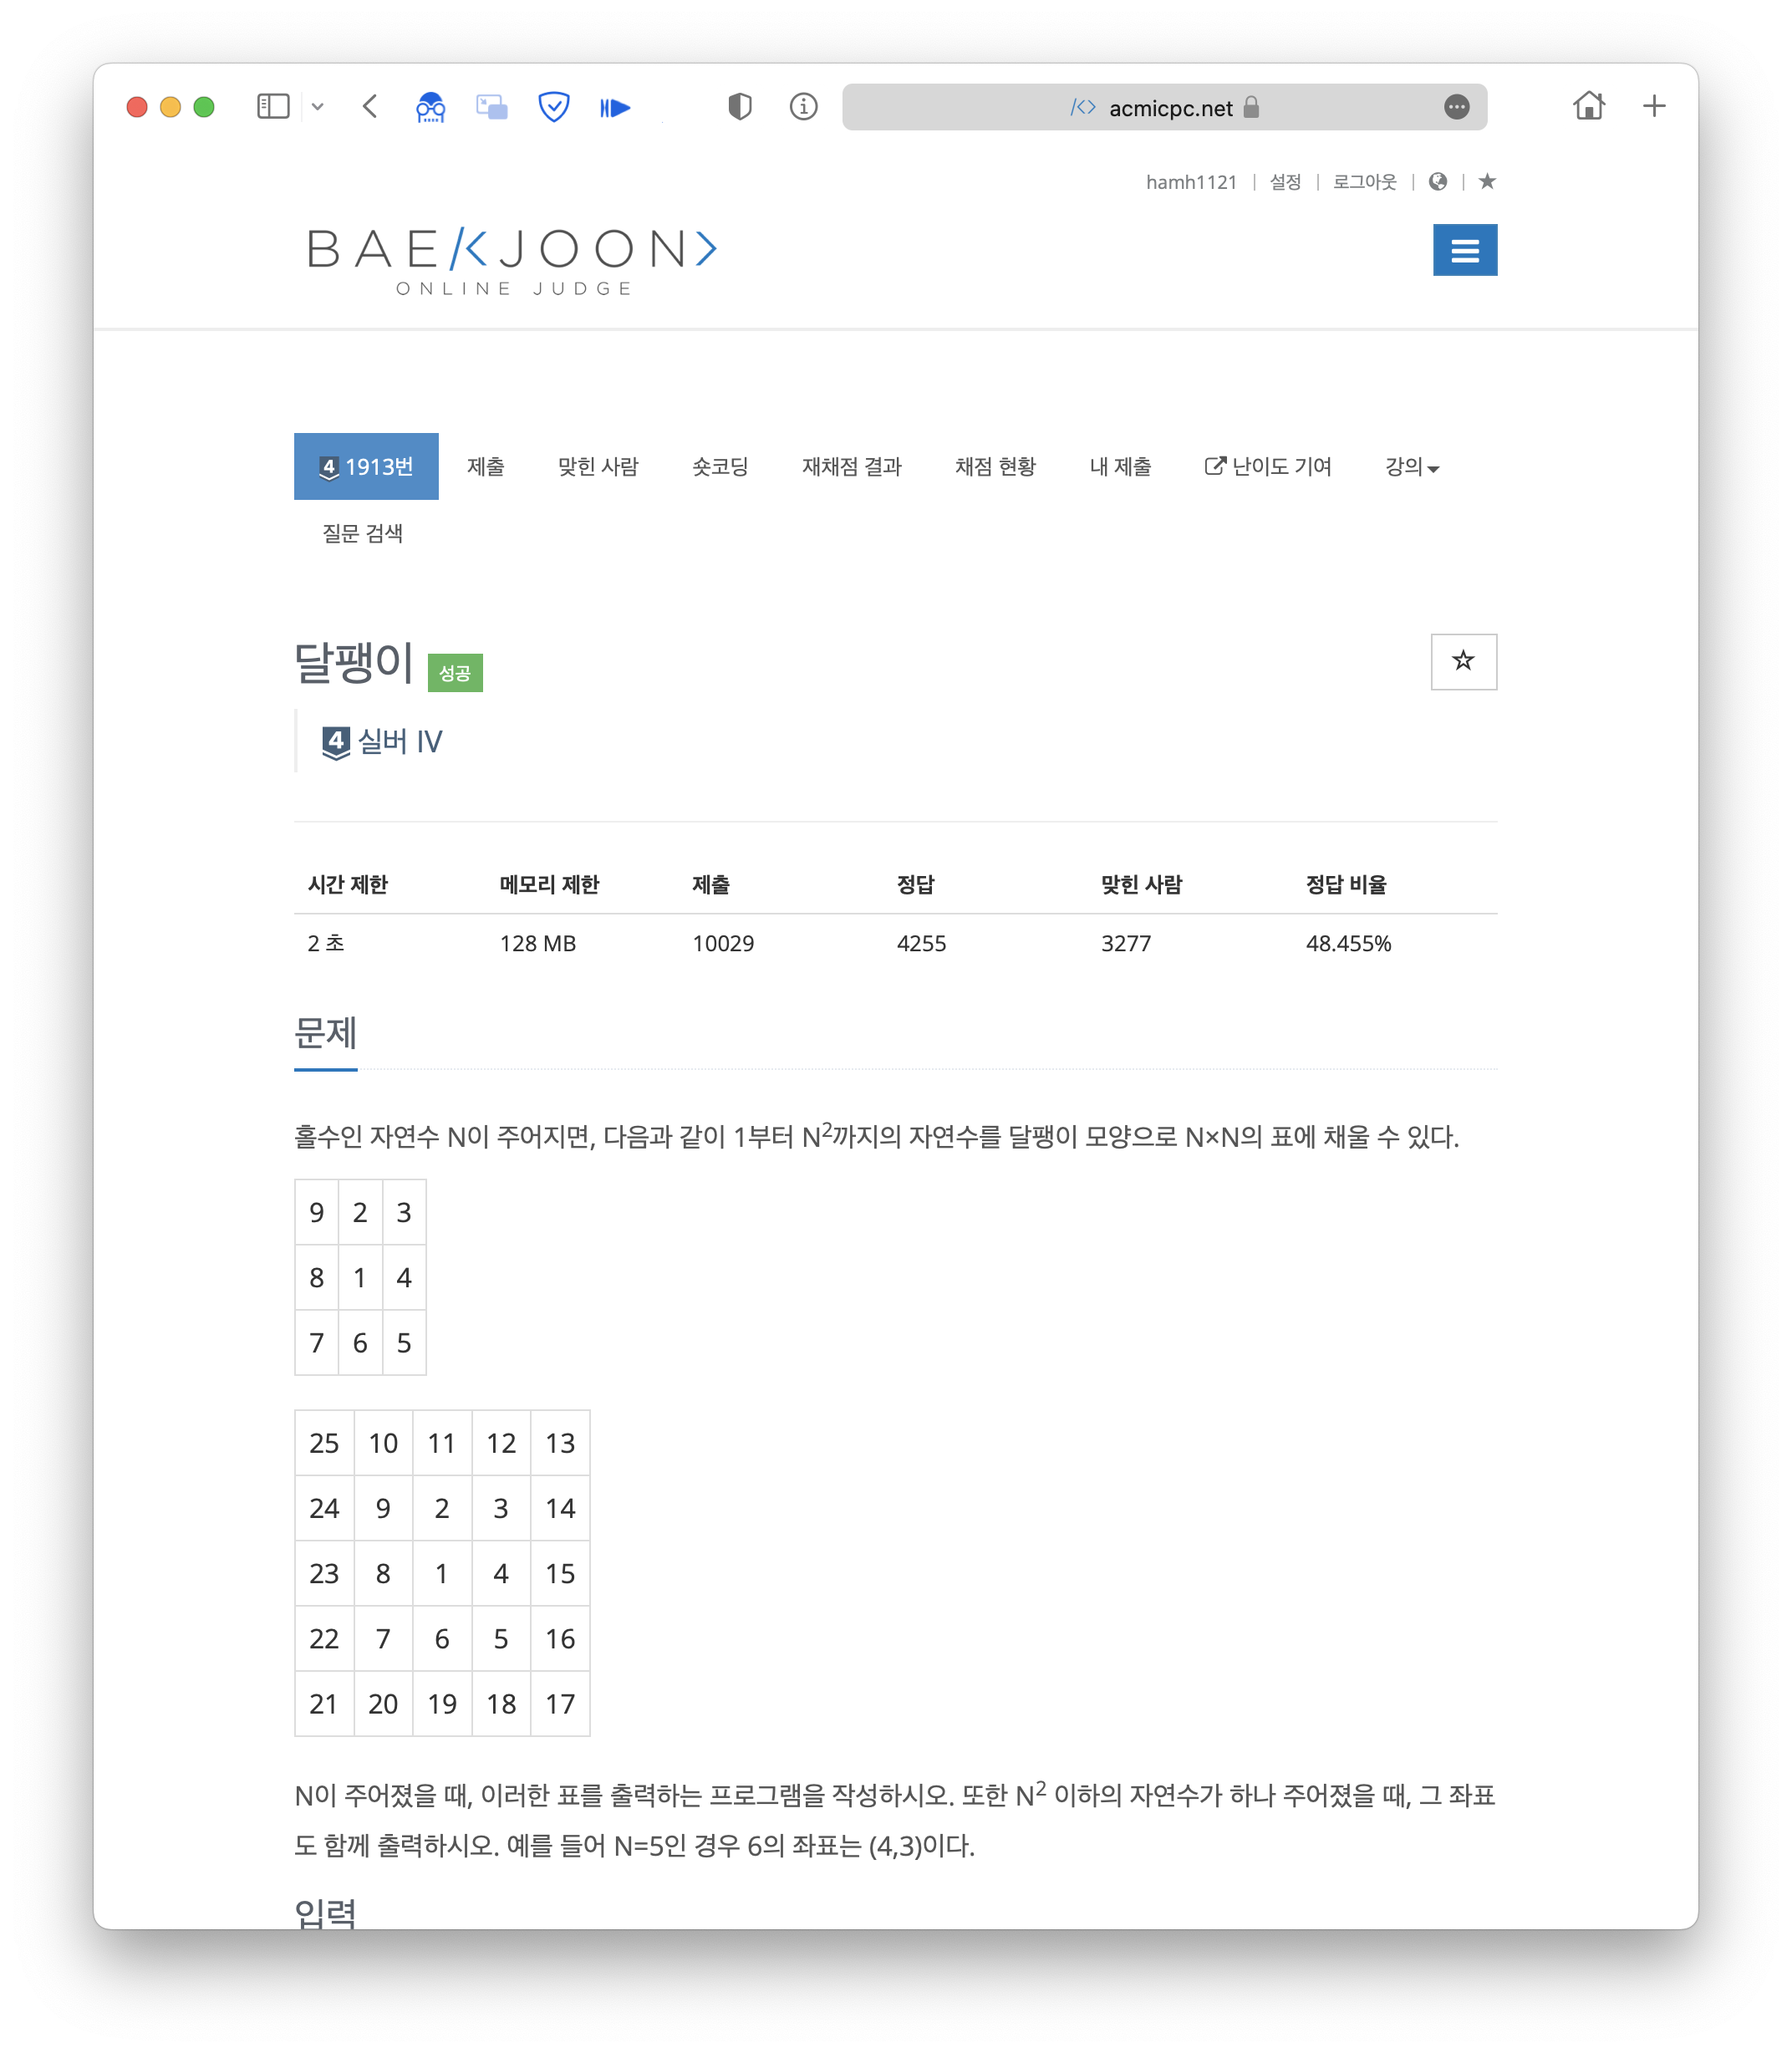 acmicpc.net
hamh1121 | 설정 | 로그아웃 | | ★
BAE/<JOON>
ONLINE JUDGE
4 1913번 제출 맞힌 사람 숏코딩 재채점 결과 채점 현황 내 제출 난이도 기여 강의
질문 검색
달팽이 성공
4 실버 IV
시간 제한 메모리 제한 제출 정답 맞힌 사람 정답 비율
2 초 128 MB 10029 4255 3277 48.455%
문제
홀수인 자연수 N이 주어지면, 다음과 같이 1부터 N²까지의 자연수를 달팽이 모양으로 N×N의 표에 채울 수 있다.
9 2 3
8 1 4
7 6 5
25 10 11 12 13
24 9 2 3 14
23 8 1 4 15
22 7 6 5 16
21 20 19 18 17
N이 주어졌을 때, 이러한 표를 출력하는 프로그램을 작성하시오. 또한 N² 이하의 자연수가 하나 주어졌을 때, 그 좌표
도 함께 출력하시오. 예를 들어 N=5인 경우 6의 좌표는 (4,3)이다.
입력